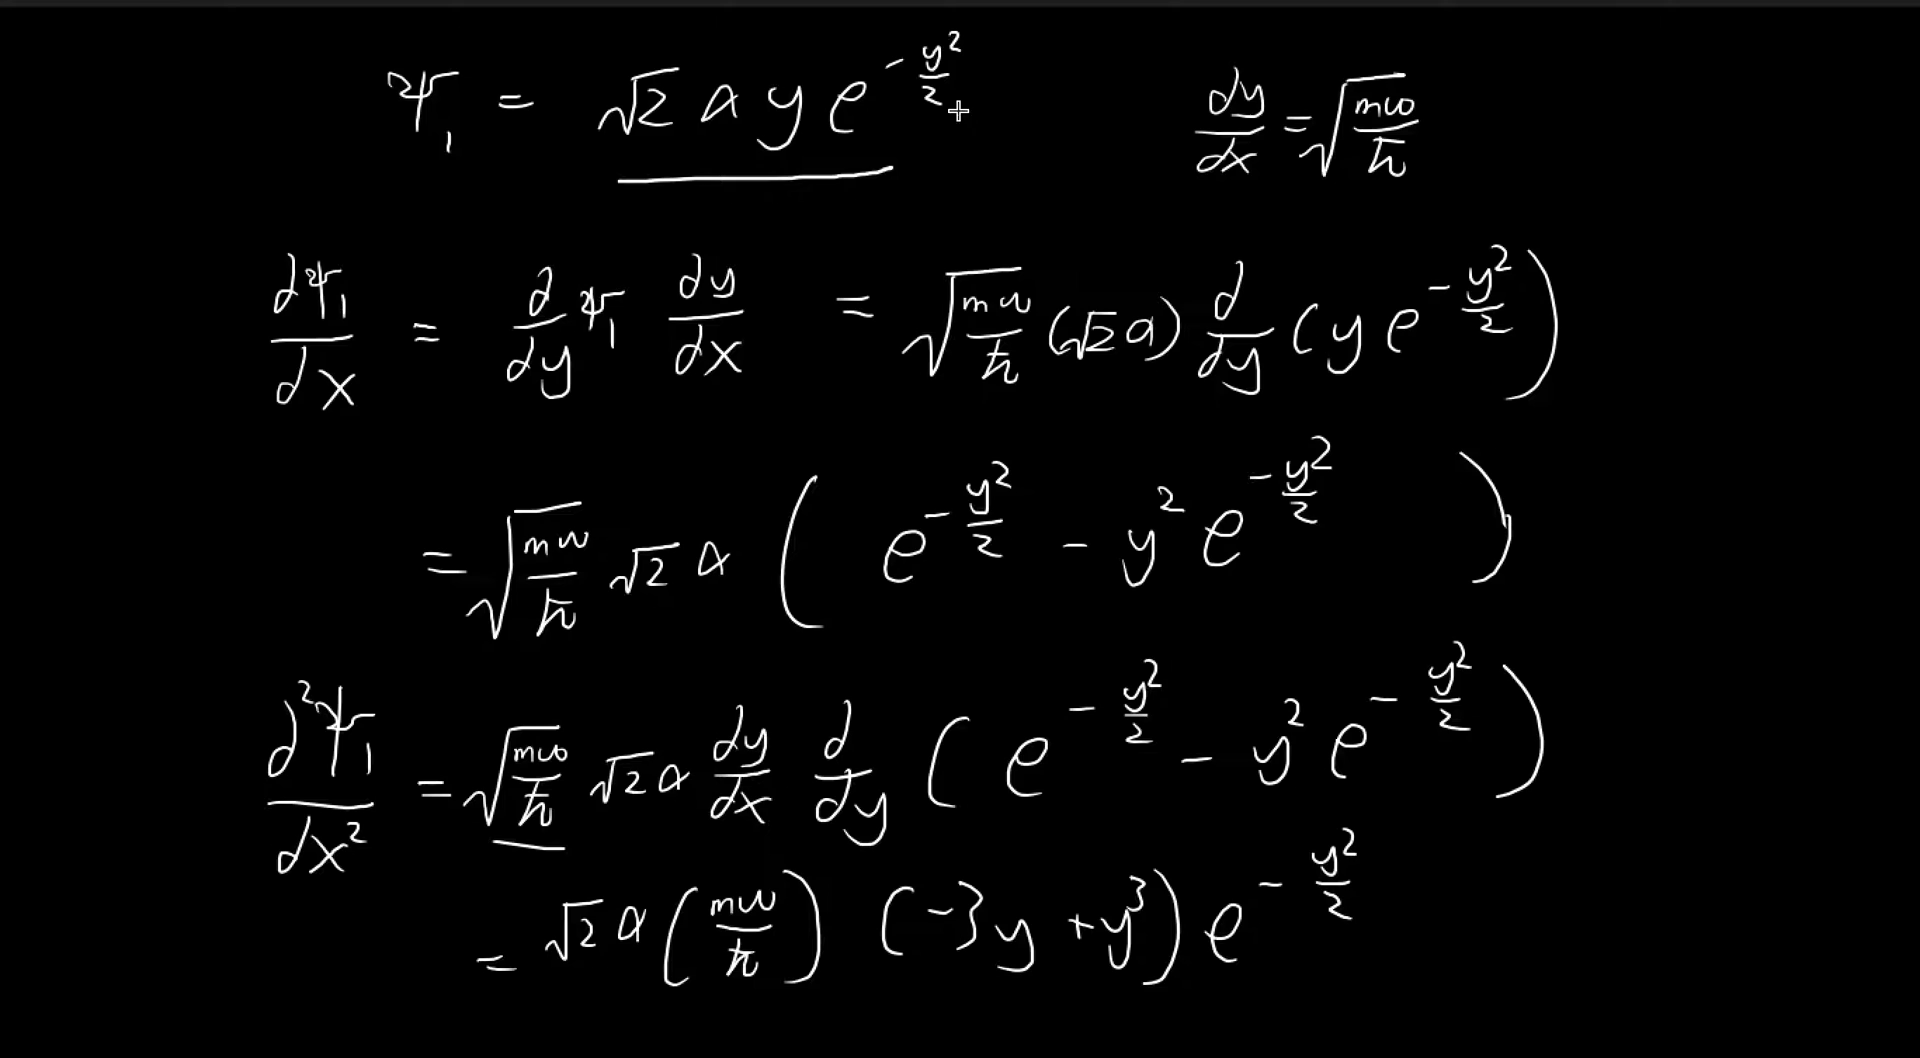 ψ₁ = √2 a y e^{-y²/2}    dy/dx = √(mω/ħ)
dψ₁/dx = d/dy ψ₁ dy/dx = √(mω/ħ) (√2 a) d/dy (y e^{-y²/2})
= √(mω/ħ) √2 a ( e^{-y²/2} - y² e^{-y²/2} )
d²ψ₁/dx² = √(mω/ħ) √2 a dy/dx d/dy ( e^{-y²/2} - y² e^{-y²/2} )
= √2 a (mω/ħ) (-3y + y³) e^{-y²/2}